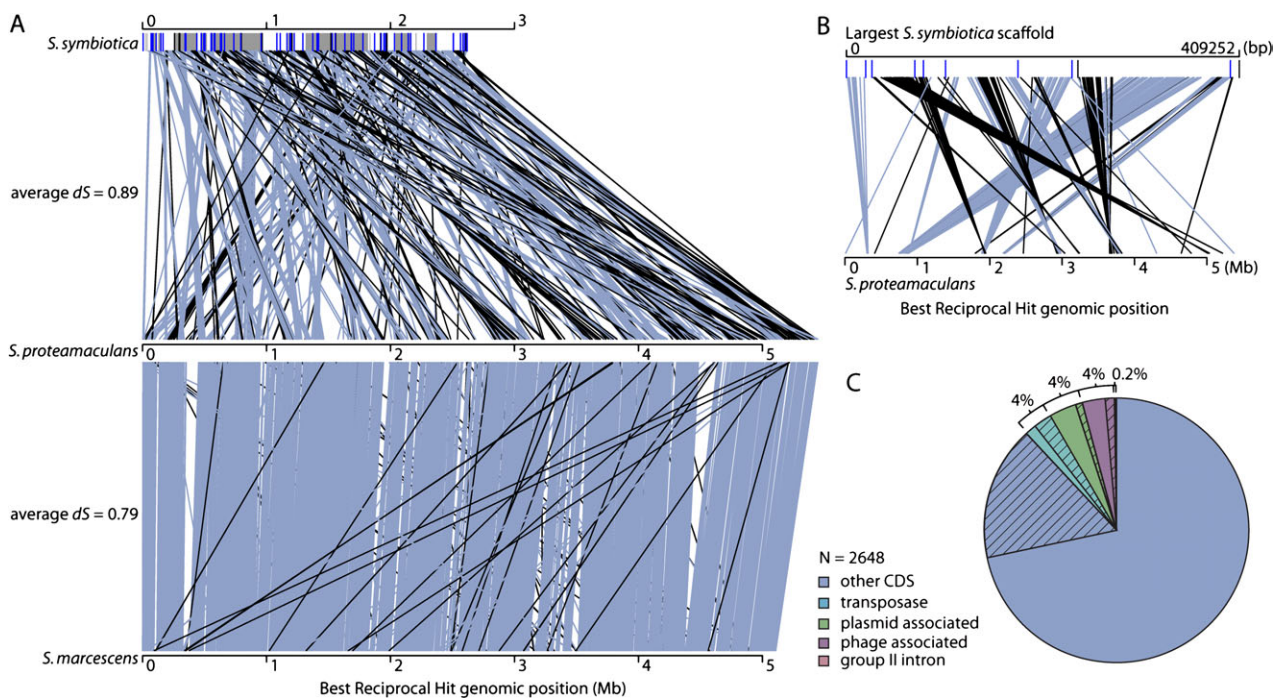 A
0 1 2 3
S. symbiotica
average dS = 0.89
S. proteamaculans
0 1 2 3 4 5
average dS = 0.79
S. marcescens
0 1 2 3 4 5
Best Reciprocal Hit genomic position (Mb)
B
Largest S. symbiotica scaffold
0 409252 (bp)
0 1 2 3 4 5 (Mb)
S. proteamaculans
Best Reciprocal Hit genomic position
C
4% 4% 4% 0.2%
N = 2648
other CDS
transposase
plasmid associated
phage associated
group II intron